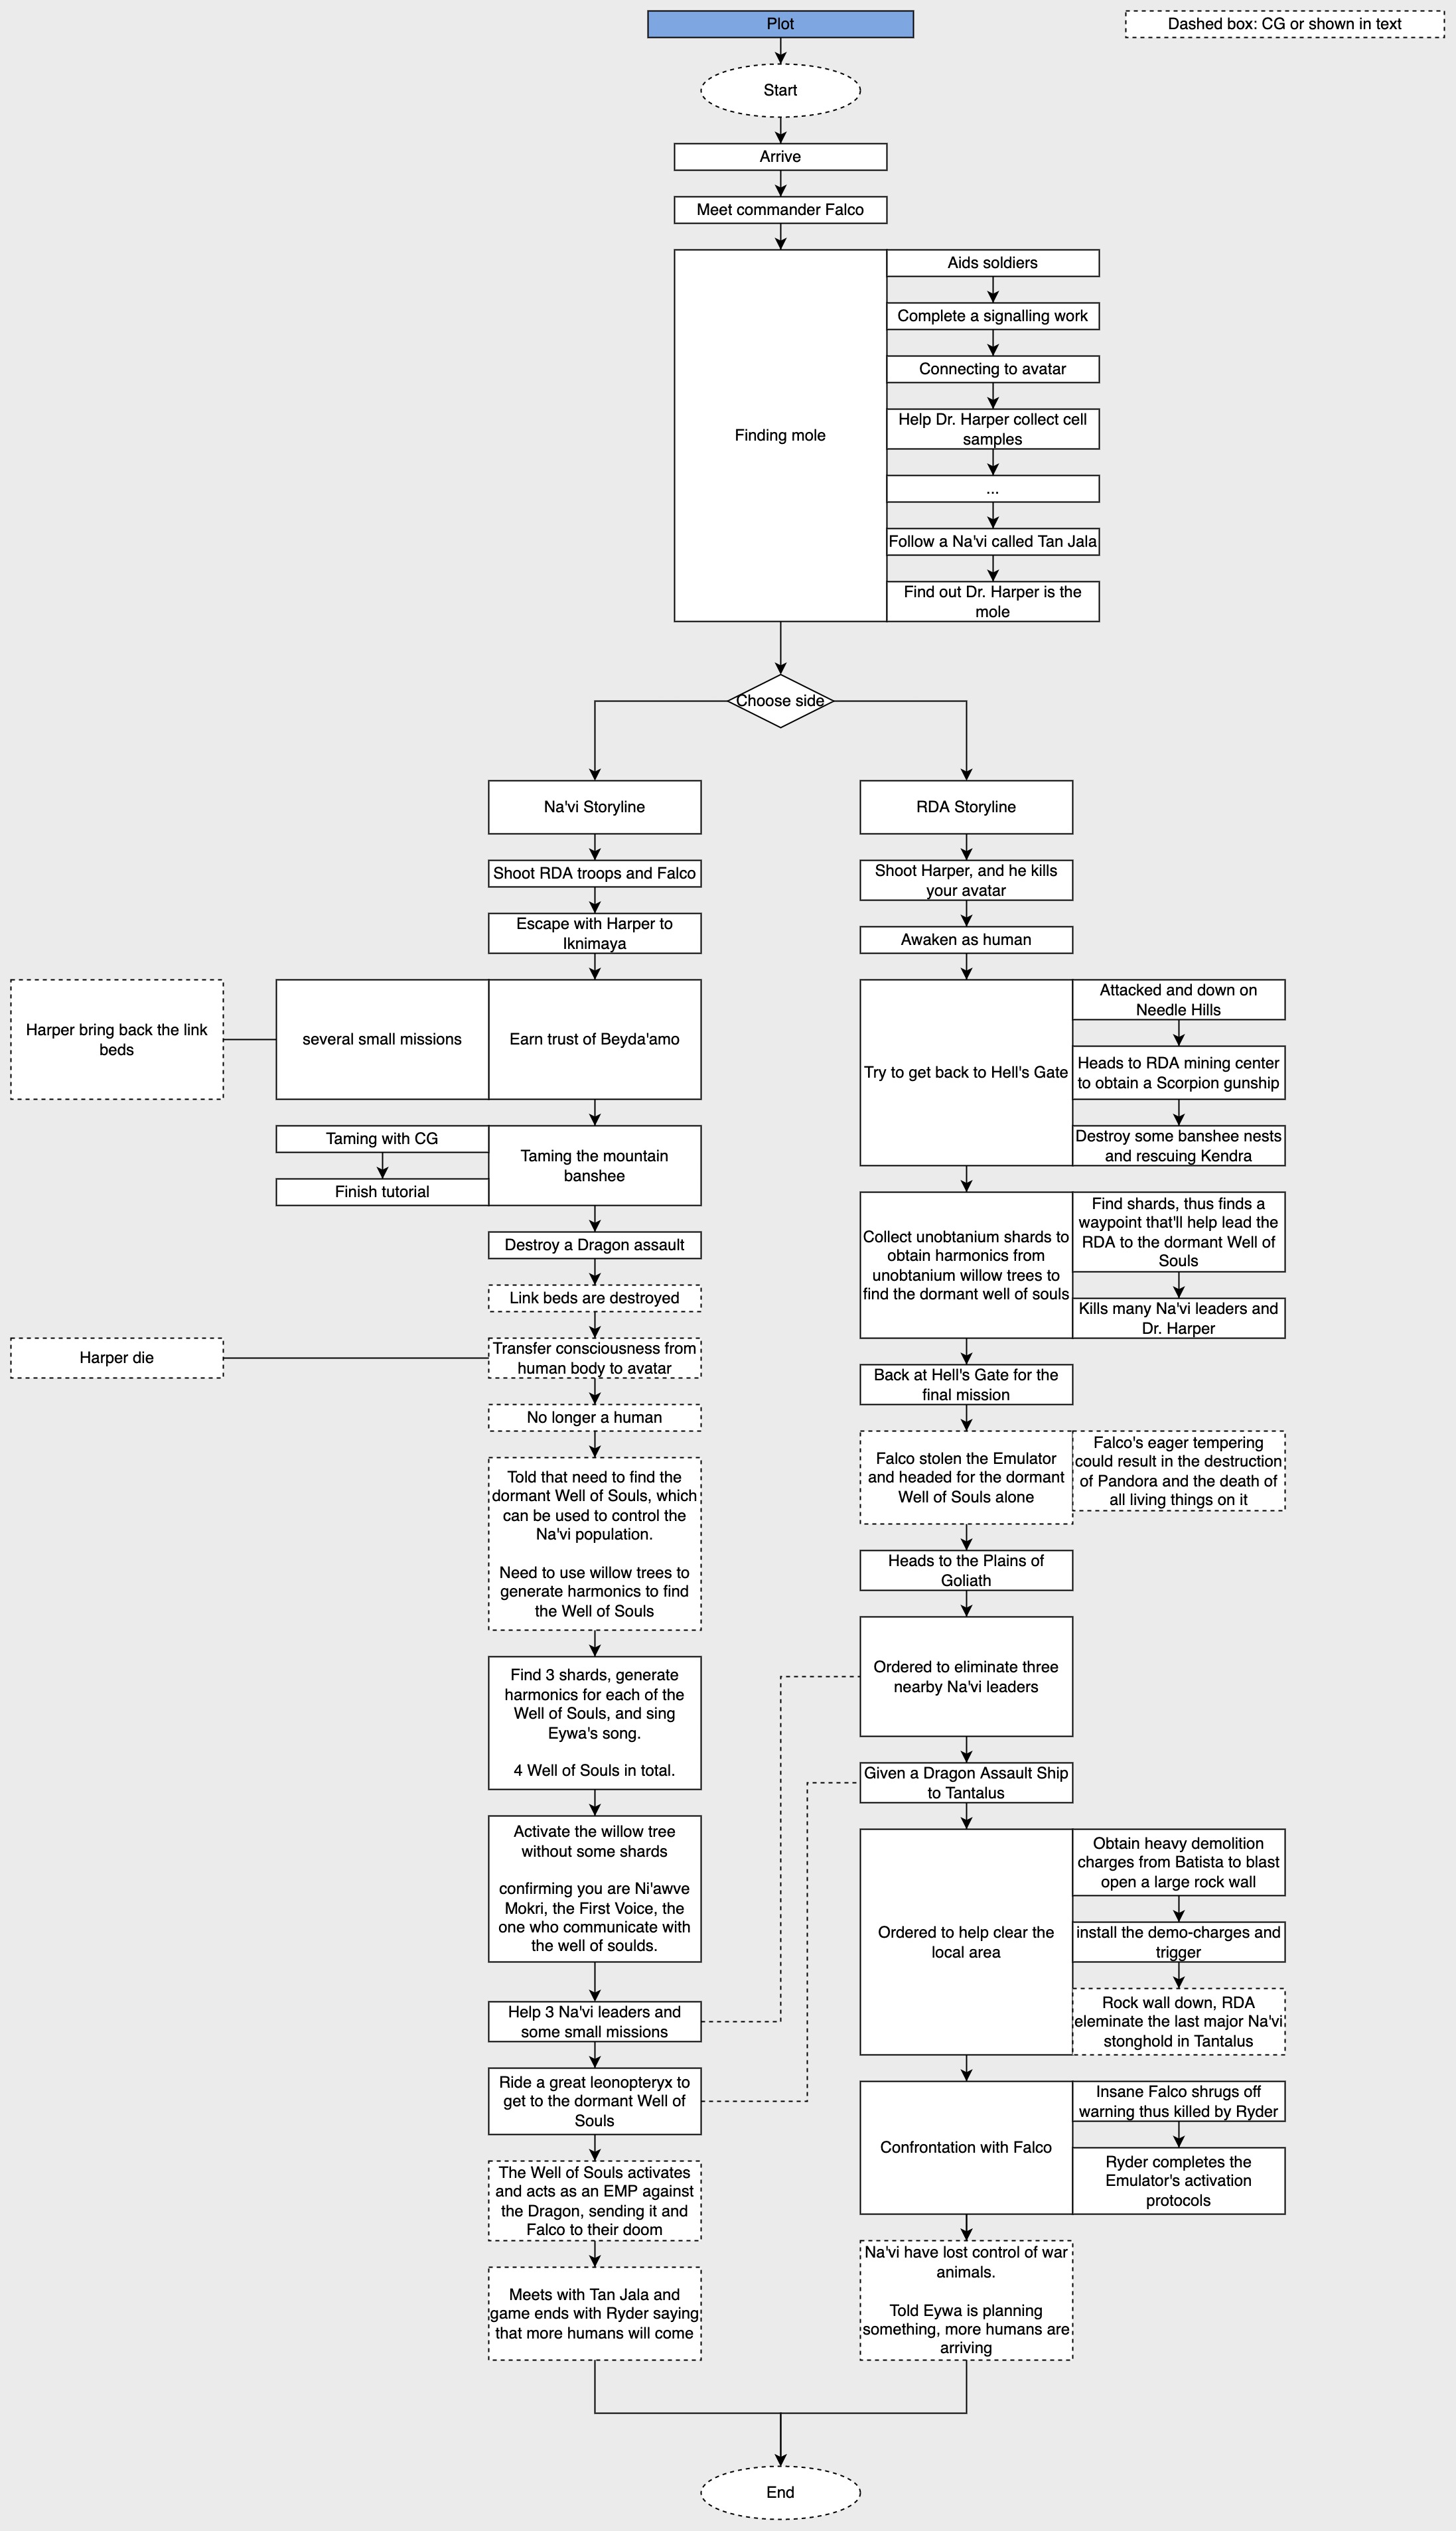 Plot
Dashed box: CG or shown in text
Start
Arrive
Meet commander Falco
Finding mole
Aids soldiers
Complete a signalling work
Connecting to avatar
Help Dr. Harper collect cell
samples
...
Follow a Na'vi called Tan Jala
Find out Dr. Harper is the
mole
Choose side
Na'vi Storyline
Shoot RDA troops and Falco
Escape with Harper to
Iknimaya
Harper bring back the link
beds
several small missions
Earn trust of Beyda'amo
Taming with CG
Finish tutorial
Taming the mountain
banshee
Destroy a Dragon assault
Link beds are destroyed
Harper die
Transfer consciousness from
human body to avatar
No longer a human
Told that need to find the
dormant Well of Souls, which
can be used to control the
Na'vi population.
Need to use willow trees to
generate harmonics to find
the Well of Souls
Find 3 shards, generate
harmonics for each of the
Well of Souls, and sing
Eywa's song.
4 Well of Souls in total.
Activate the willow tree
without some shards
confirming you are Ni'awve
Mokri, the First Voice, the
one who communicate with
the well of soulds.
Help 3 Na'vi leaders and
some small missions
Ride a great leonopteryx to
get to the dormant Well of
Souls
The Well of Souls activates
and acts as an EMP against
the Dragon, sending it and
Falco to their doom
Meets with Tan Jala and
game ends with Ryder saying
that more humans will come
RDA Storyline
Shoot Harper, and he kills
your avatar
Awaken as human
Try to get back to Hell's Gate
Attacked and down on
Needle Hills
Heads to RDA mining center
to obtain a Scorpion gunship
Destroy some banshee nests
and rescuing Kendra
Collect unobtanium shards to
obtain harmonics from
unobtanium willow trees to
find the dormant well of souls
Find shards, thus finds a
waypoint that'll help lead the
RDA to the dormant Well of
Souls
Kills many Na'vi leaders and
Dr. Harper
Back at Hell's Gate for the
final mission
Falco stolen the Emulator
and headed for the dormant
Well of Souls alone
Falco's eager tempering
could result in the destruction
of Pandora and the death of
all living things on it
Heads to the Plains of
Goliath
Ordered to eliminate three
nearby Na'vi leaders
Given a Dragon Assault Ship
to Tantalus
Ordered to help clear the
local area
Obtain heavy demolition
charges from Batista to blast
open a large rock wall
install the demo-charges and
trigger
Rock wall down, RDA
eleminate the last major Na'vi
stonghold in Tantalus
Confrontation with Falco
Insane Falco shrugs off
warning thus killed by Ryder
Ryder completes the
Emulator's activation
protocols
Na'vi have lost control of war
animals.
Told Eywa is planning
something, more humans are
arriving
End